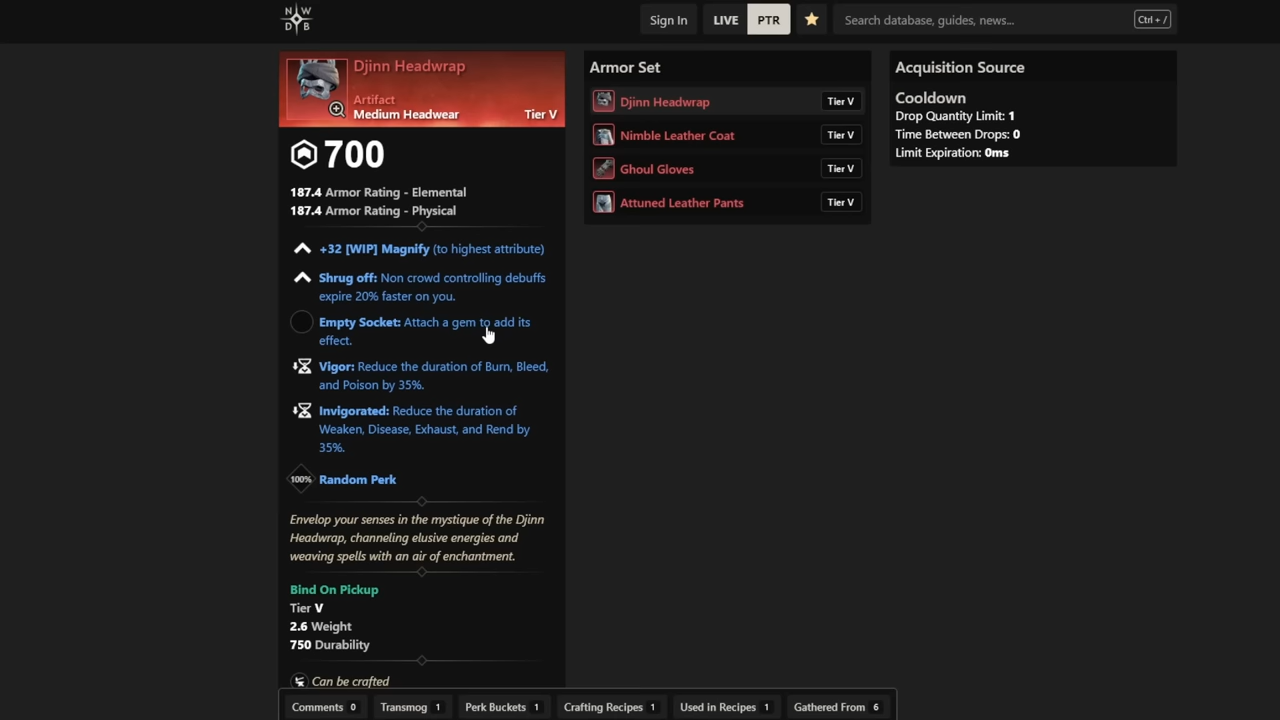 NW
DB
Sign In
LIVE
PTR
Search database, guides, news...
Ctrl + /
Djinn Headwrap
Artifact
Medium Headwear
Tier V
700
187.4 Armor Rating - Elemental
187.4 Armor Rating - Physical
+32 [WIP] Magnify (to highest attribute)
Shrug off: Non crowd controlling debuffs
expire 20% faster on you.
Empty Socket: Attach a gem to add its
effect.
Vigor: Reduce the duration of Burn, Bleed,
and Poison by 35%.
Invigorated: Reduce the duration of
Weaken, Disease, Exhaust, and Rend by
35%.
100% Random Perk
Envelop your senses in the mystique of the Djinn
Headwrap, channeling elusive energies and
weaving spells with an air of enchantment.
Bind On Pickup
Tier V
2.6 Weight
750 Durability
Can be crafted
Armor Set
Djinn Headwrap Tier V
Nimble Leather Coat Tier V
Ghoul Gloves Tier V
Attuned Leather Pants Tier V
Acquisition Source
Cooldown
Drop Quantity Limit: 1
Time Between Drops: 0
Limit Expiration: 0ms
Comments 0
Transmog 1
Perk Buckets 1
Crafting Recipes 1
Used in Recipes 1
Gathered From 6